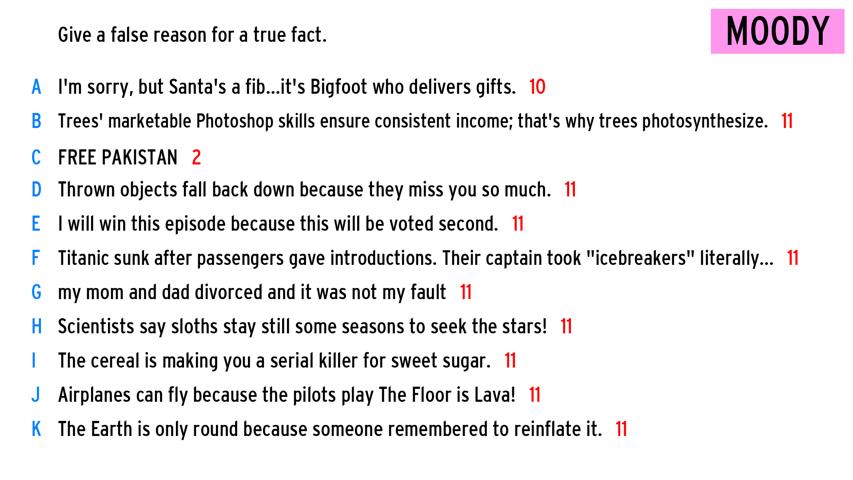 Give a false reason for a true fact.
MOODY
A I'm sorry, but Santa's a fib...it's Bigfoot who delivers gifts. 10
B Trees' marketable Photoshop skills ensure consistent income; that's why trees photosynthesize. 11
C FREE PAKISTAN 2
D Thrown objects fall back down because they miss you so much. 11
E I will win this episode because this will be voted second. 11
F Titanic sunk after passengers gave introductions. Their captain took "icebreakers" literally... 11
G my mom and dad divorced and it was not my fault 11
H Scientists say sloths stay still some seasons to seek the stars! 11
I The cereal is making you a serial killer for sweet sugar. 11
J Airplanes can fly because the pilots play The Floor is Lava! 11
K The Earth is only round because someone remembered to reinflate it. 11